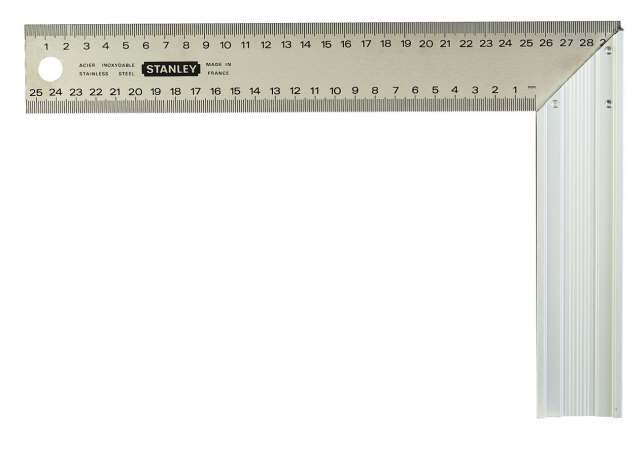 1 2 3 4 5 6 7 8 9 10 11 12 13 14 15 16 17 18 19 20 21 22 23 24 25 26 27 28 2
ACIER INOXYDABLE STANLEY MADE IN
STAINLESS STEEL FRANCE
25 24 23 22 21 20 19 18 17 16 15 14 13 12 11 10 9 8 7 6 5 4 3 2 1